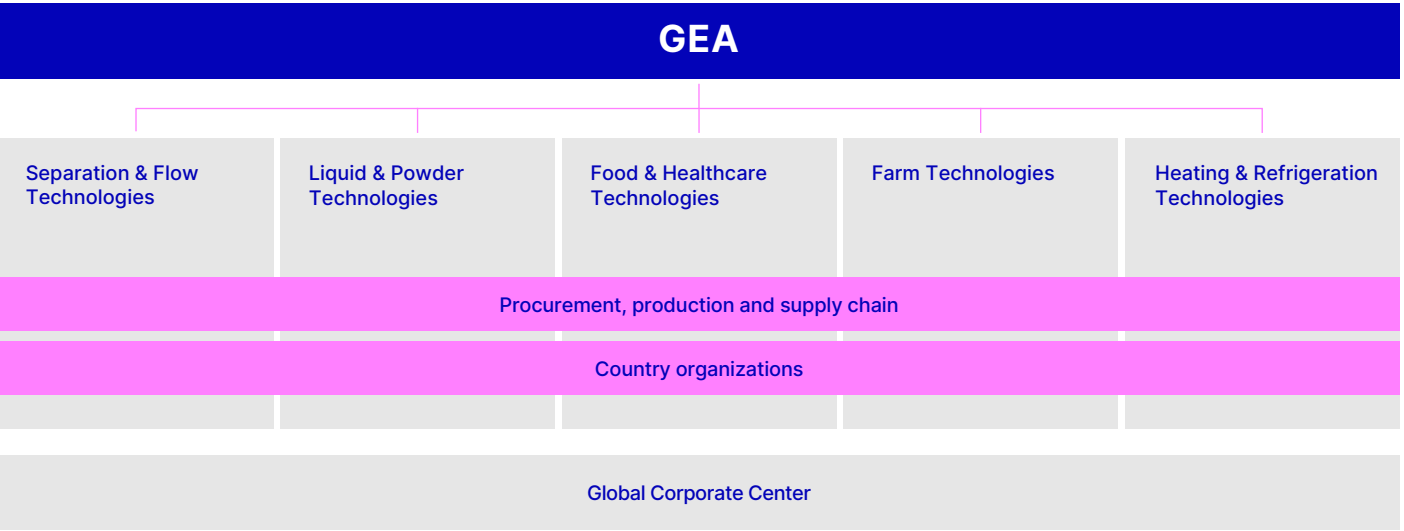 GEA
Separation & Flow
Technologies
Liquid & Powder
Technologies
Food & Healthcare
Technologies
Farm Technologies
Heating & Refrigeration
Technologies
Procurement, production and supply chain
Country organizations
Global Corporate Center